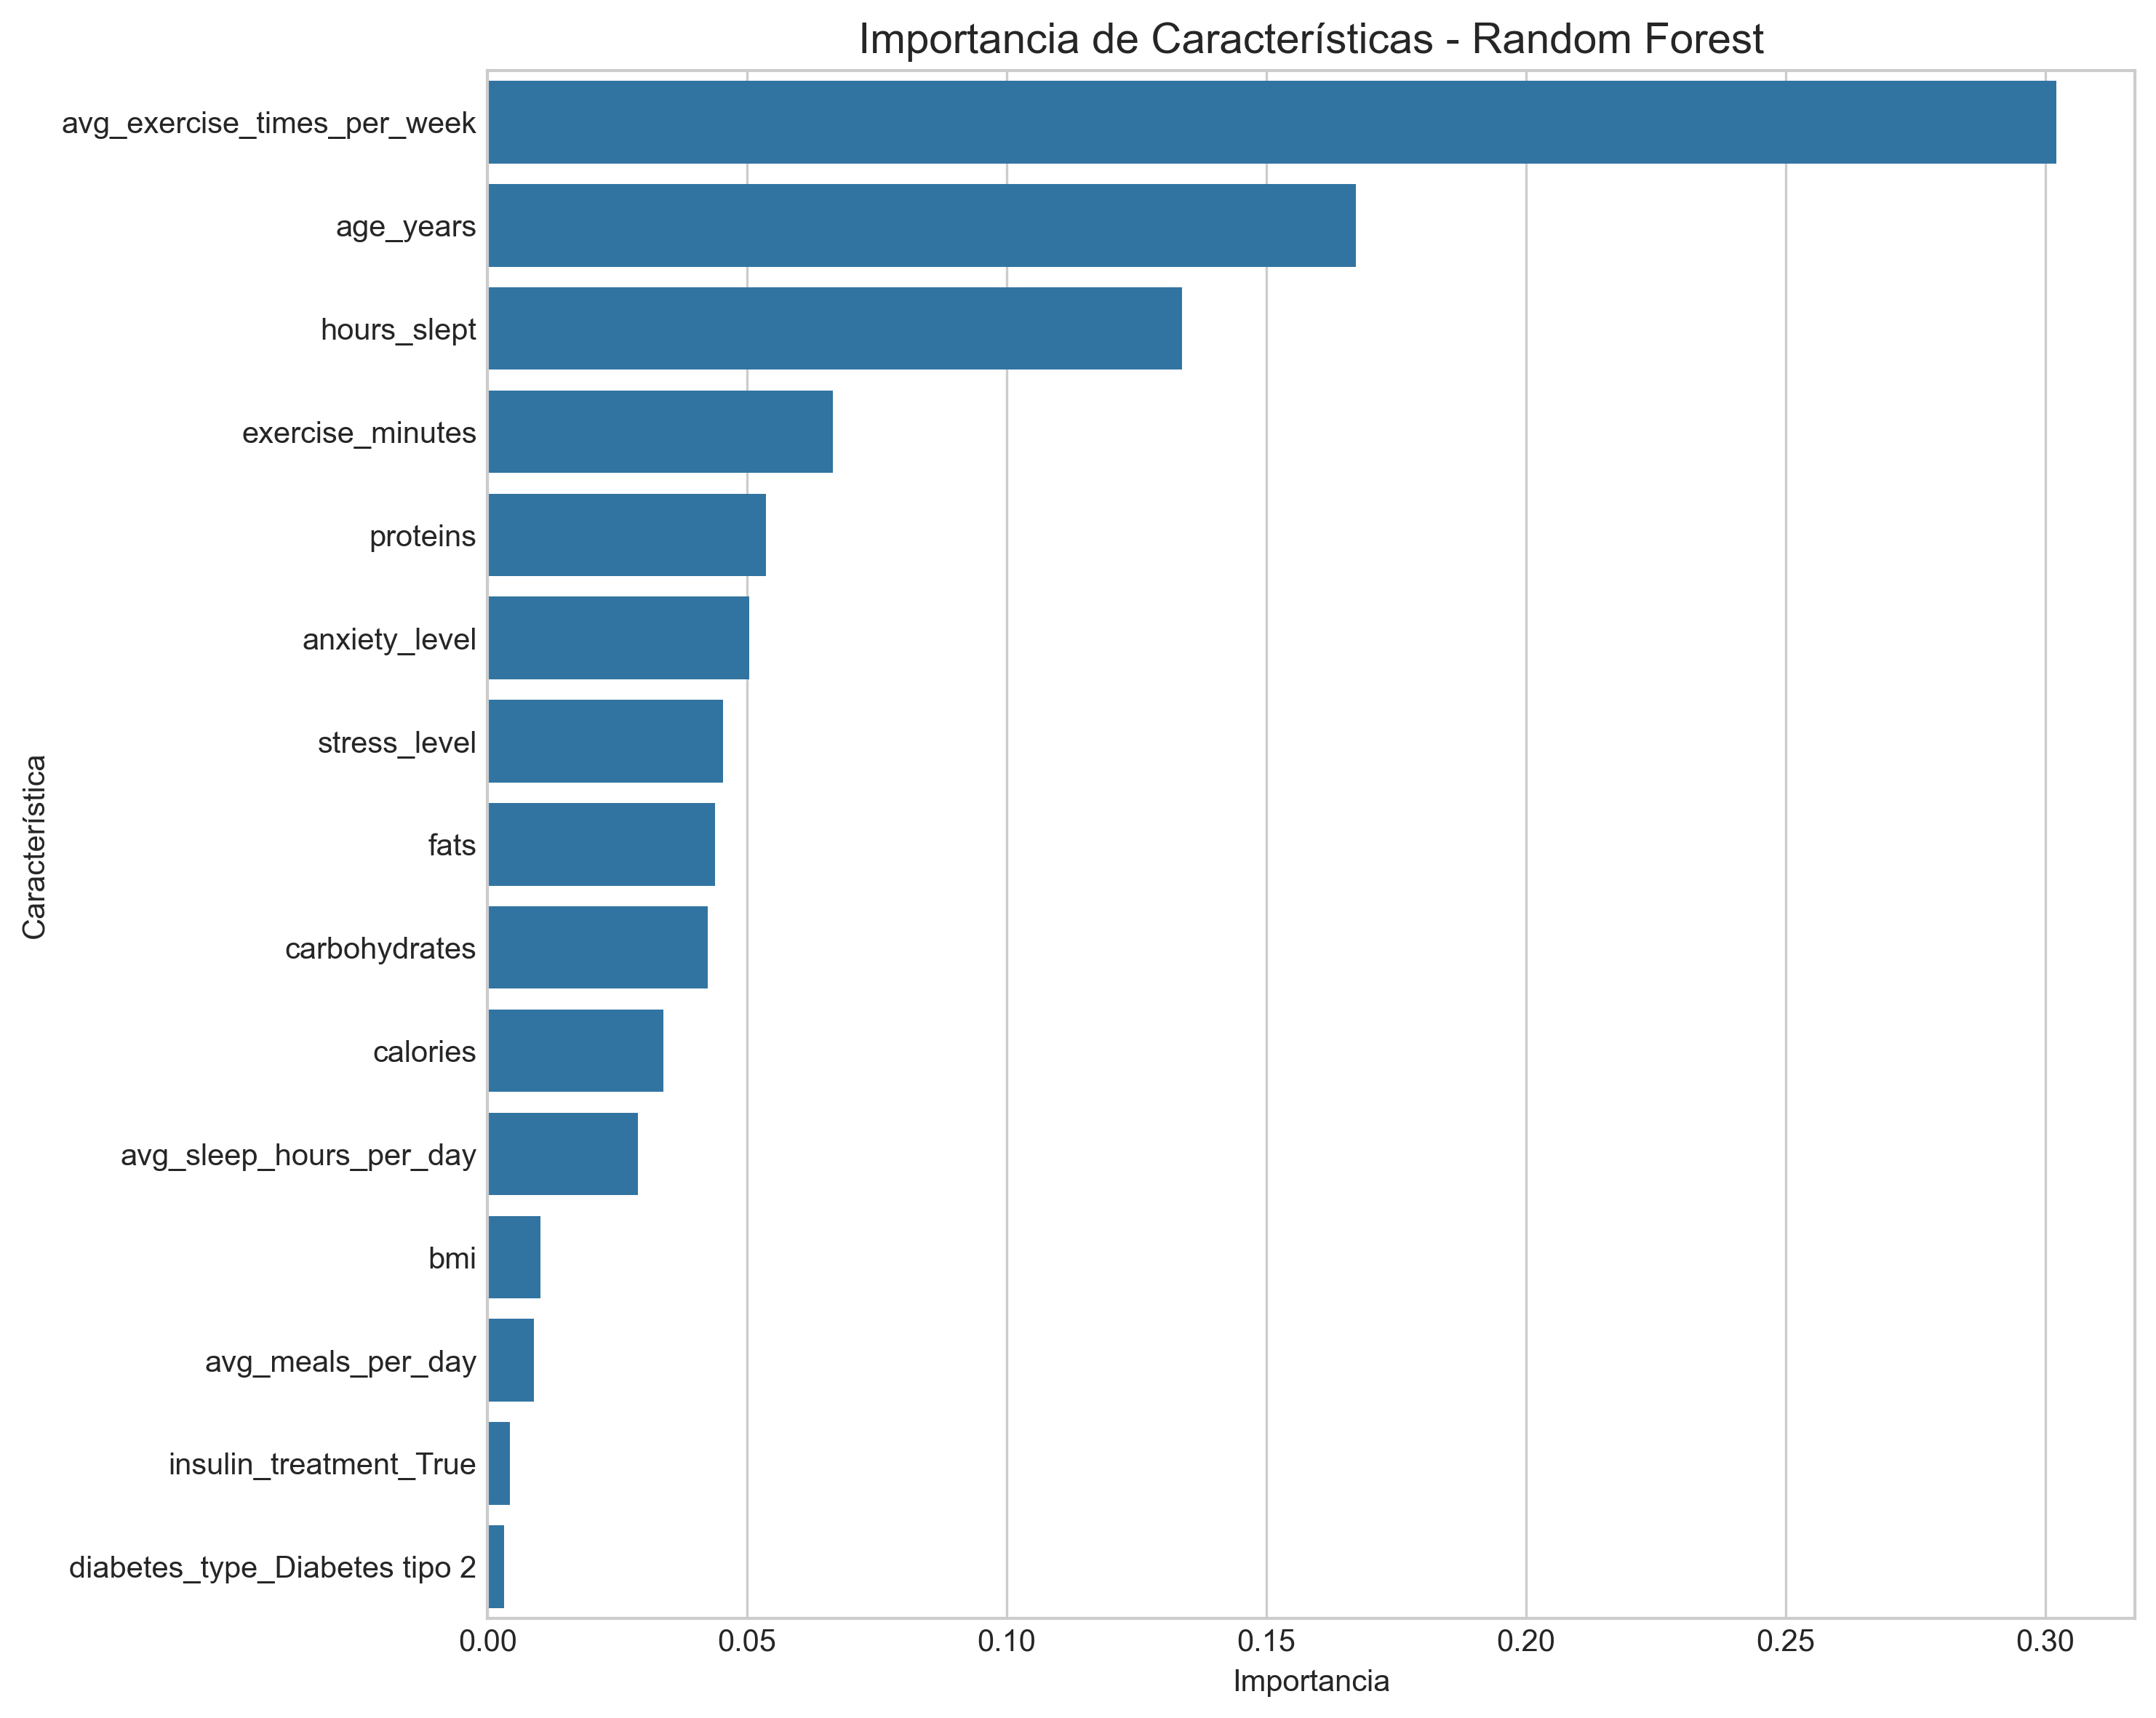 Importancia de Características - Random Forest
avg_exercise_times_per_week
age_years
hours_slept
exercise_minutes
proteins
anxiety_level
stress_level
fats
carbohydrates
calories
avg_sleep_hours_per_day
bmi
avg_meals_per_day
insulin_treatment_True
diabetes_type_Diabetes tipo 2
Característica
0.00 0.05 0.10 0.15 0.20 0.25 0.30
Importancia